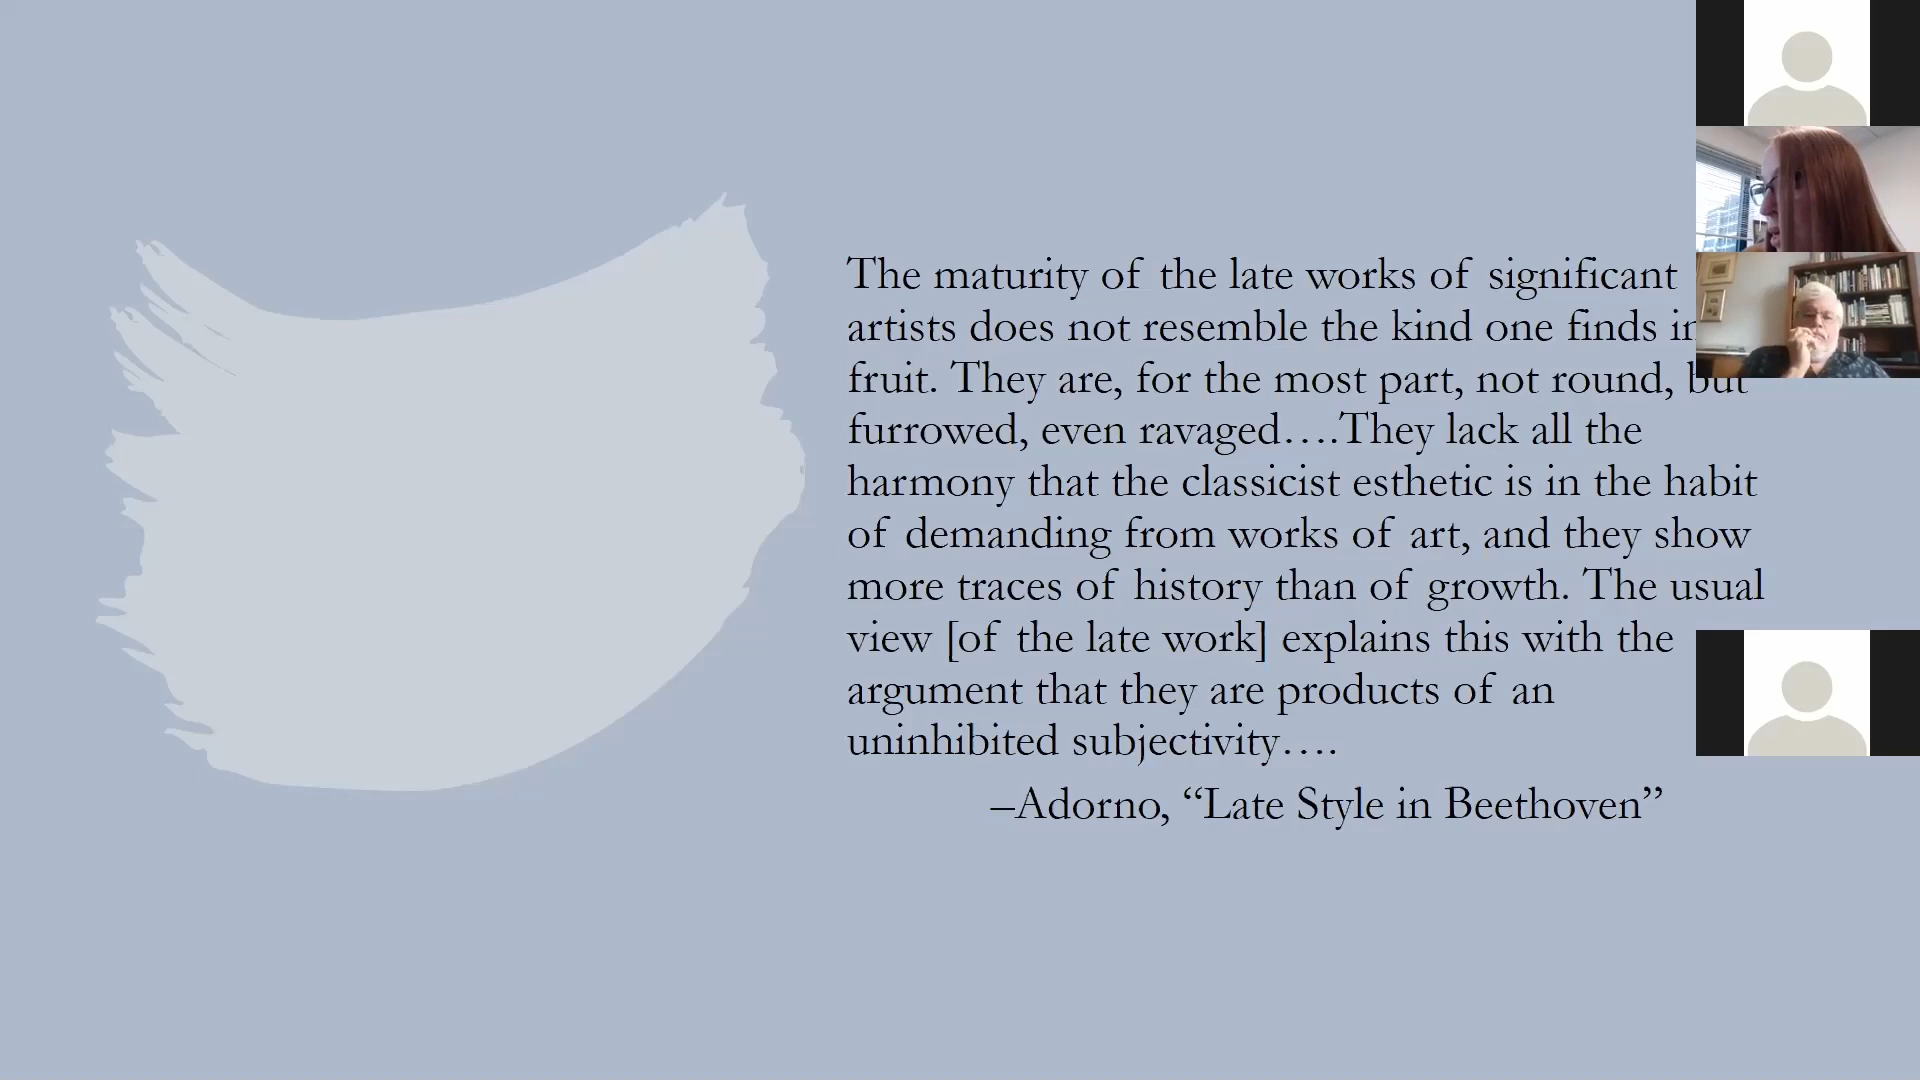 The maturity of the late works of significant
artists does not resemble the kind one finds in
fruit. They are, for the most part, not round, but
furrowed, even ravaged….They lack all the
harmony that the classicist esthetic is in the habit
of demanding from works of art, and they show
more traces of history than of growth. The usual
view [of the late work] explains this with the
argument that they are products of an
uninhibited subjectivity….
–Adorno, “Late Style in Beethoven”